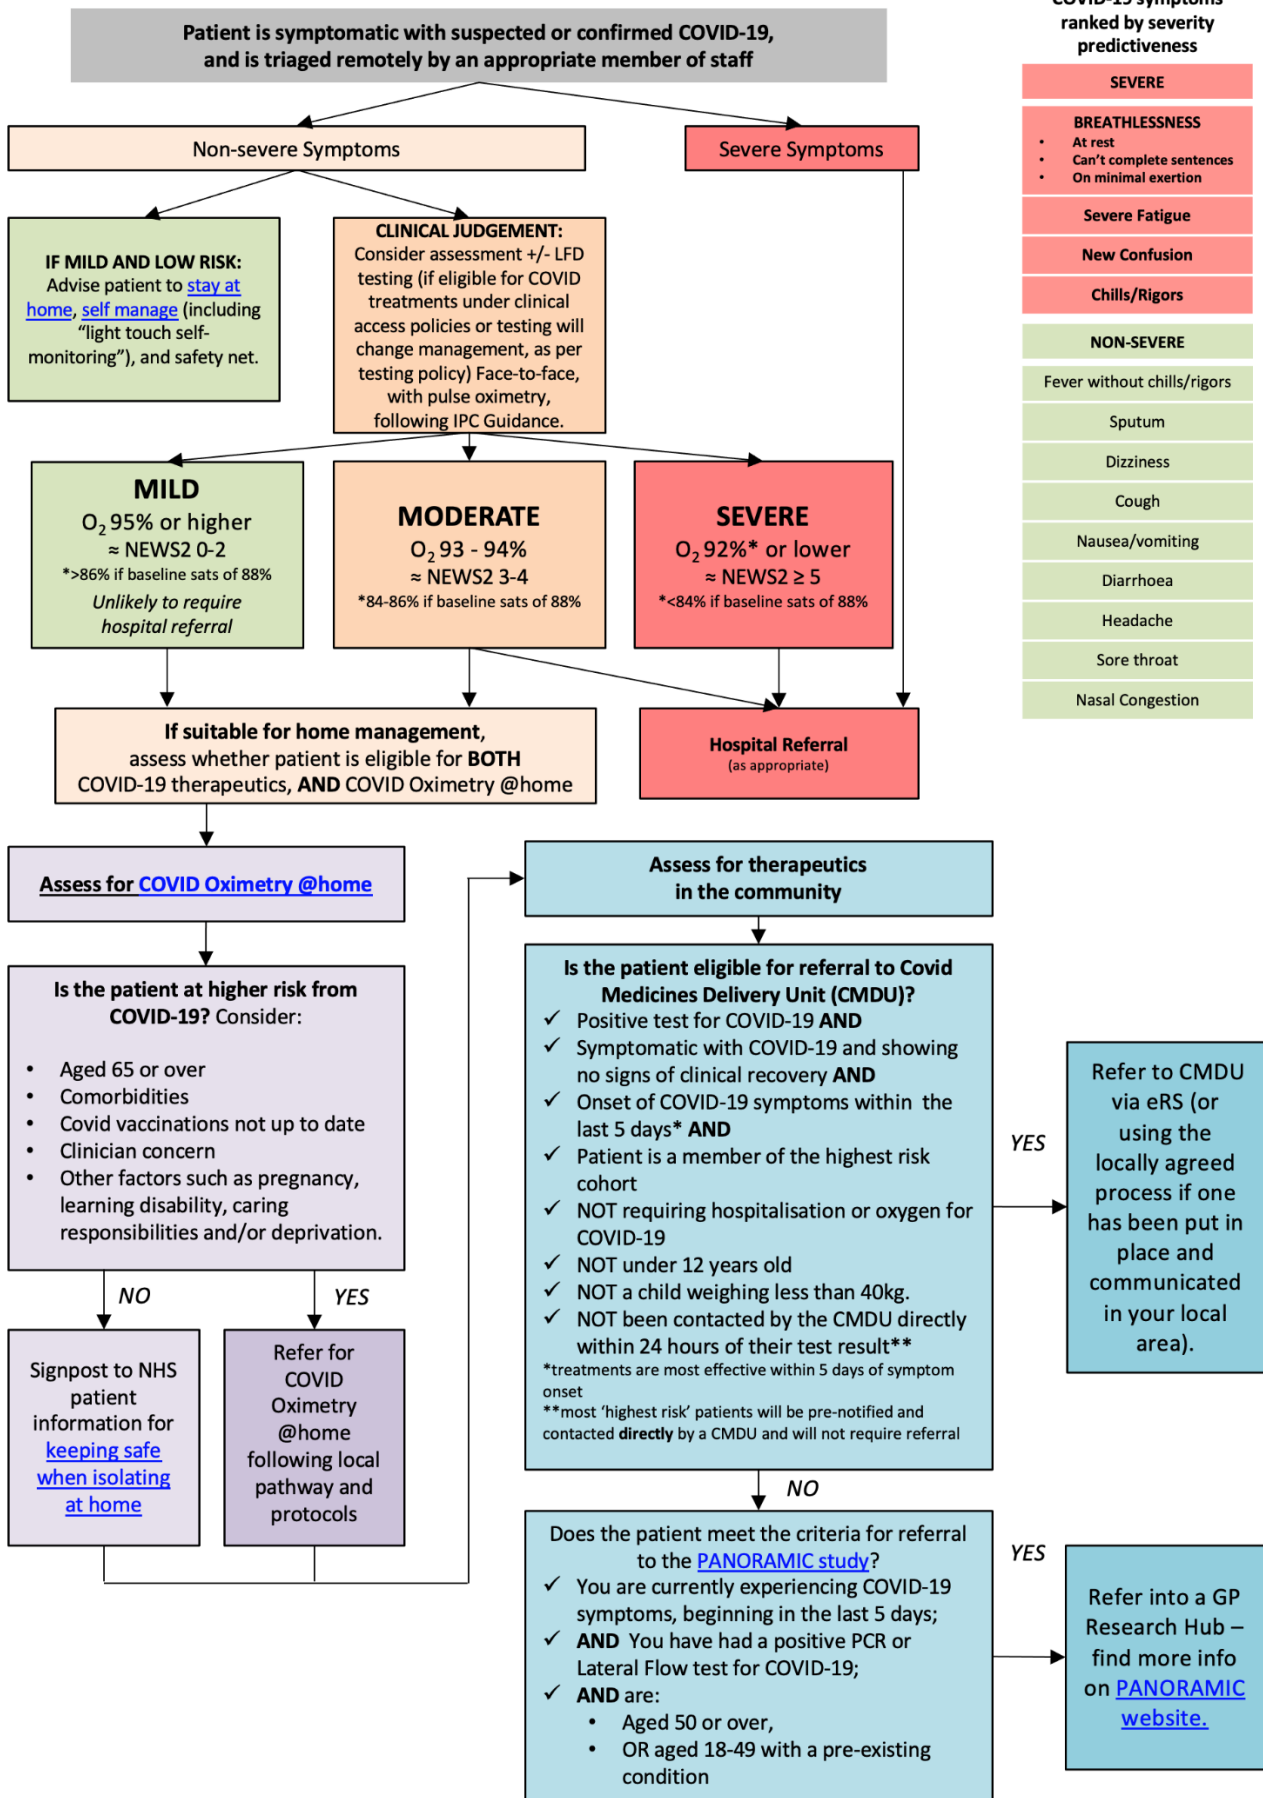 Patient is symptomatic with suspected or confirmed COVID-19,
and is triaged remotely by an appropriate member of staff
Non-severe Symptoms
Severe Symptoms
IF MILD AND LOW RISK:
Advise patient to stay at
home, self manage (including
“light touch self-
monitoring”), and safety net.
CLINICAL JUDGEMENT:
Consider assessment +/- LFD
testing (if eligible for COVID
treatments under clinical
access policies or testing will
change management, as per
testing policy) Face-to-face,
with pulse oximetry,
following IPC Guidance.
MILD
O2 95% or higher
≈ NEWS2 0-2
*>86% if baseline sats of 88%
Unlikely to require
hospital referral
MODERATE
O2 93 - 94%
≈ NEWS2 3-4
*84-86% if baseline sats of 88%
SEVERE
O2 92%* or lower
≈ NEWS2 ≥ 5
*<84% if baseline sats of 88%
If suitable for home management,
assess whether patient is eligible for BOTH
COVID-19 therapeutics, AND COVID Oximetry @home
Hospital Referral
(as appropriate)
COVID-19 symptoms
ranked by severity
predictiveness
SEVERE
BREATHLESSNESS
• At rest
• Can’t complete sentences
• On minimal exertion
Severe Fatigue
New Confusion
Chills/Rigors
NON-SEVERE
Fever without chills/rigors
Sputum
Dizziness
Cough
Nausea/vomiting
Diarrhoea
Headache
Sore throat
Nasal Congestion
Assess for COVID Oximetry @home
Is the patient at higher risk from
COVID-19? Consider:
• Aged 65 or over
• Comorbidities
• Covid vaccinations not up to date
• Clinician concern
• Other factors such as pregnancy,
learning disability, caring
responsibilities and/or deprivation.
NO
YES
Signpost to NHS
patient
information for
keeping safe
when isolating
at home
Refer for
COVID
Oximetry
@home
following local
pathway and
protocols
Assess for therapeutics
in the community
Is the patient eligible for referral to Covid
Medicines Delivery Unit (CMDU)?
✓ Positive test for COVID-19 AND
✓ Symptomatic with COVID-19 and showing
no signs of clinical recovery AND
✓ Onset of COVID-19 symptoms within the
last 5 days* AND
✓ Patient is a member of the highest risk
cohort
✓ NOT requiring hospitalisation or oxygen for
COVID-19
✓ NOT under 12 years old
✓ NOT a child weighing less than 40kg.
✓ NOT been contacted by the CMDU directly
within 24 hours of their test result**
*treatments are most effective within 5 days of symptom
onset
**most ‘highest risk’ patients will be pre-notified and
contacted directly by a CMDU and will not require referral
YES
Refer to CMDU
via eRS (or
using the
locally agreed
process if one
has been put in
place and
communicated
in your local
area).
NO
Does the patient meet the criteria for referral
to the PANORAMIC study?
✓ You are currently experiencing COVID-19
symptoms, beginning in the last 5 days;
✓ AND You have had a positive PCR or
Lateral Flow test for COVID-19;
✓ AND are:
• Aged 50 or over,
• OR aged 18-49 with a pre-existing
condition
YES
Refer into a GP
Research Hub –
find more info
on PANORAMIC
website.